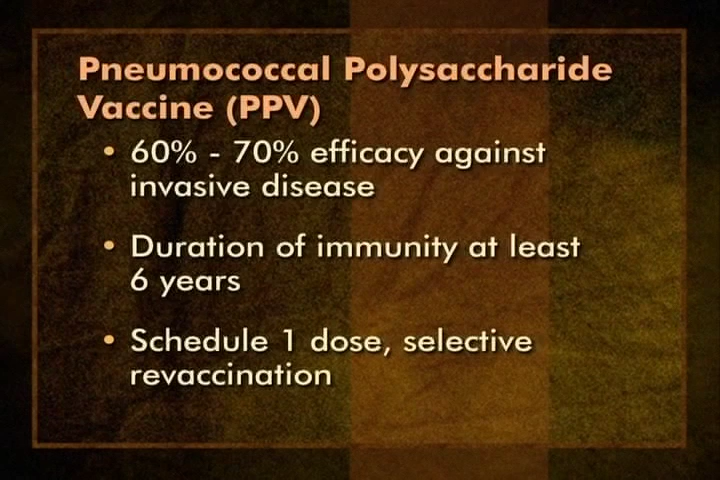 Pneumococcal Polysaccharide
Vaccine (PPV)
• 60% - 70% efficacy against
invasive disease
• Duration of immunity at least
6 years
• Schedule 1 dose, selective
revaccination